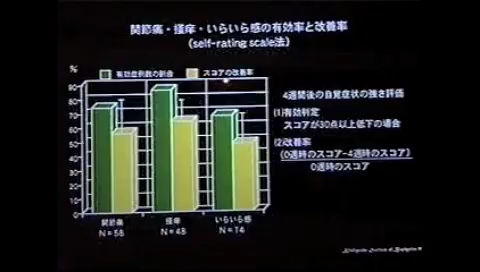 関節痛・掻痒・いらいら感の有効率と改善率
(self-rating scale法)
%
有効症例数の割合
スコアの改善率
90
80
70
60
50
40
30
20
10
0
関節痛
掻痒
いらいら感
N=58
N=48
N=14
4週間後の自覚症状の強さ評価
(1)有効判定
スコアが30点以上低下の場合
(2)改善率
(0週時のスコア−4週時のスコア)
0週時のスコア